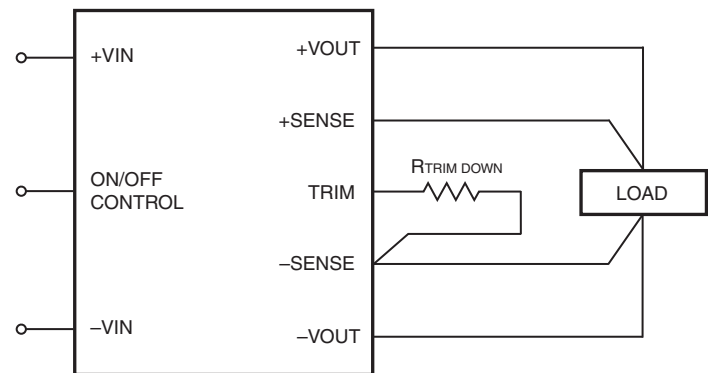 +VIN
ON/OFF
CONTROL
–VIN
+VOUT
+SENSE
TRIM
–SENSE
–VOUT
RTRIM DOWN
LOAD